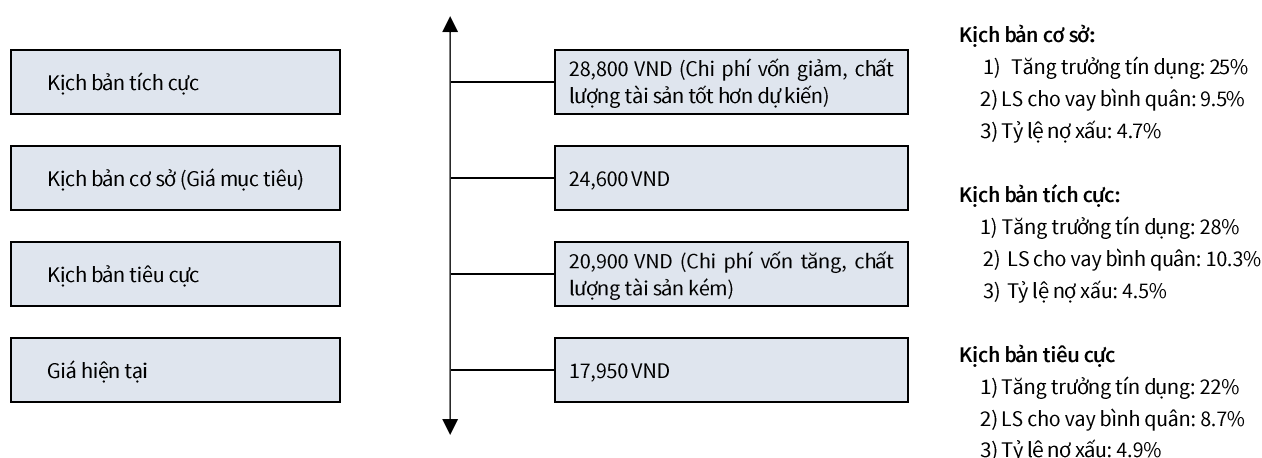 Kịch bản tích cực
28,800 VND (Chi phí vốn giảm, chất
lượng tài sản tốt hơn dự kiến)
Kịch bản cơ sở (Giá mục tiêu)
24,600 VND
Kịch bản tiêu cực
20,900 VND (Chi phí vốn tăng, chất
lượng tài sản kém)
Giá hiện tại
17,950 VND
Kịch bản cơ sở:
1) Tăng trưởng tín dụng: 25%
2) LS cho vay bình quân: 9.5%
3) Tỷ lệ nợ xấu: 4.7%
Kịch bản tích cực:
1) Tăng trưởng tín dụng: 28%
2) LS cho vay bình quân: 10.3%
3) Tỷ lệ nợ xấu: 4.5%
Kịch bản tiêu cực
1) Tăng trưởng tín dụng: 22%
2) LS cho vay bình quân: 8.7%
3) Tỷ lệ nợ xấu: 4.9%